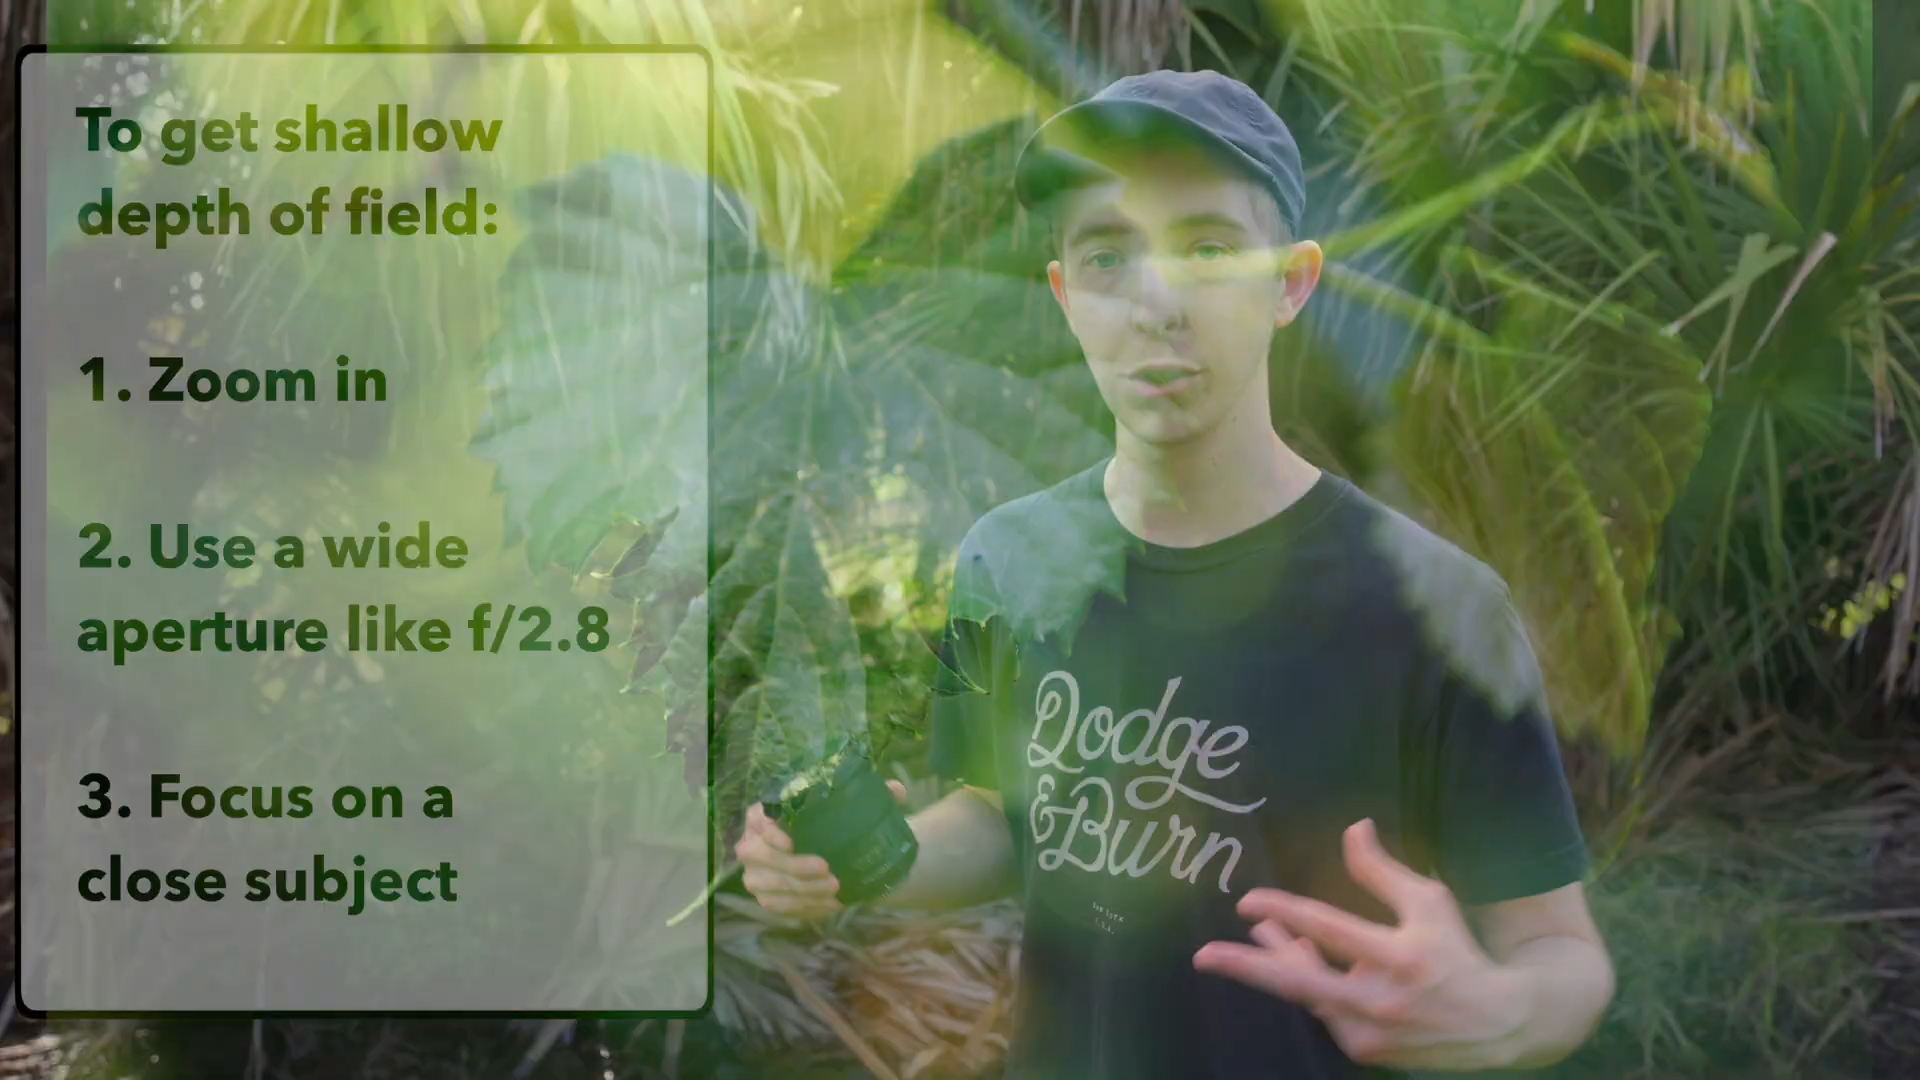 To get shallow
depth of field:
1. Zoom in
2. Use a wide
aperture like f/2.8
3. Focus on a
close subject
Dodge
& Burn